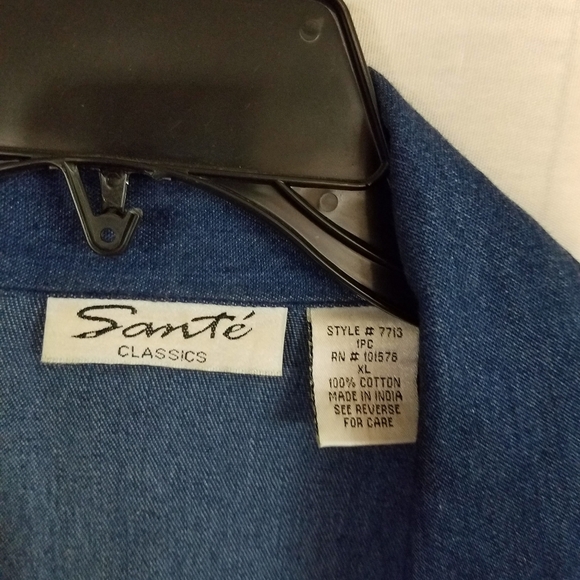 Santé
CLASSICS
STYLE # 7713
1PC
RN # 101576
XL
100% COTTON
MADE IN INDIA
SEE REVERSE
FOR CARE